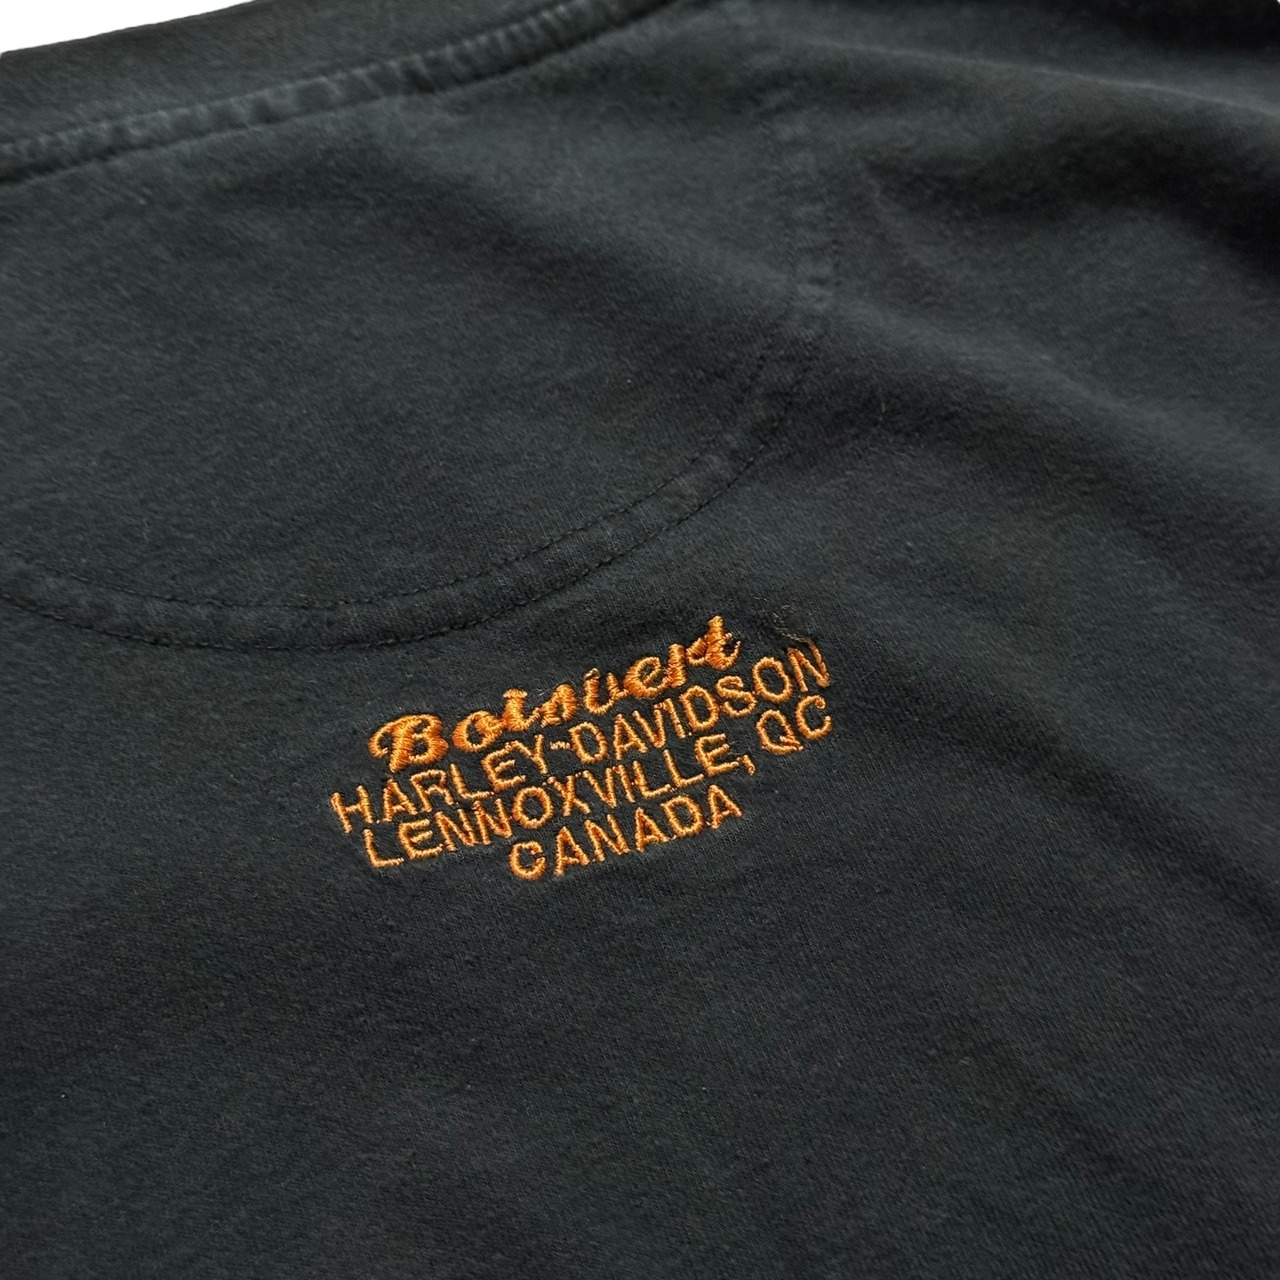 Boisvert
HARLEY-DAVIDSON
LENNOXVILLE, QC
CANADA